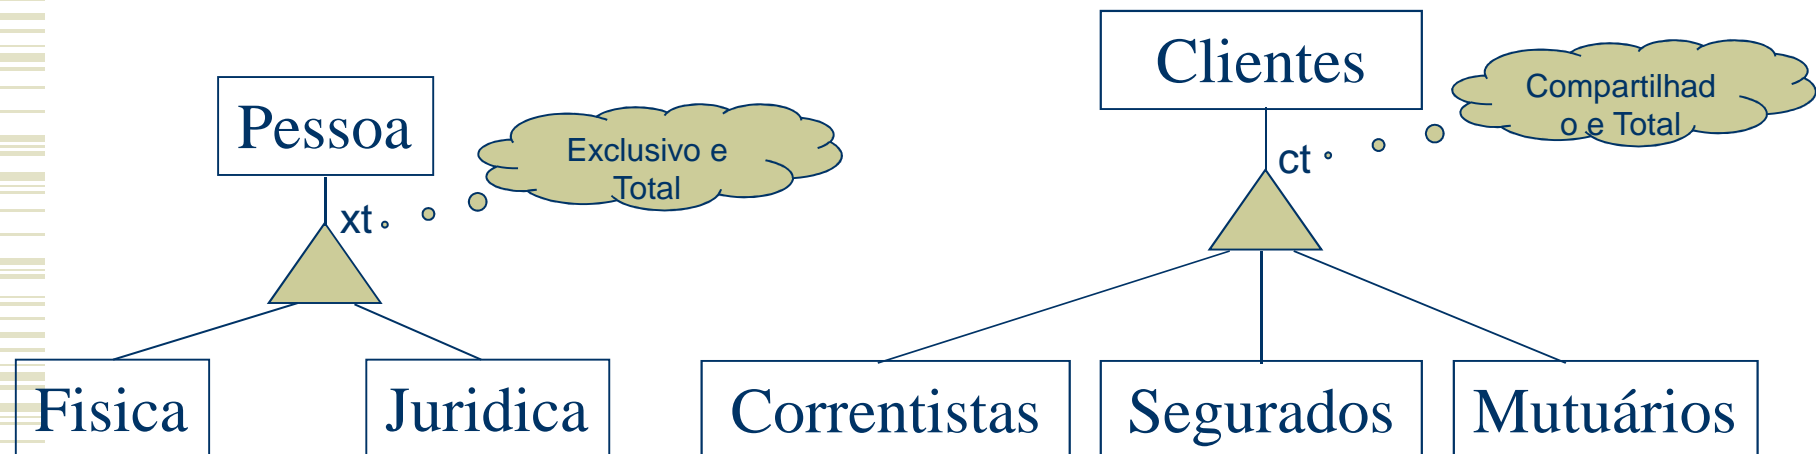 Pessoa
xt
Exclusivo e
Total
Fisica
Juridica
Clientes
ct
Compartilhad
o e Total
Correntistas
Segurados
Mutuários